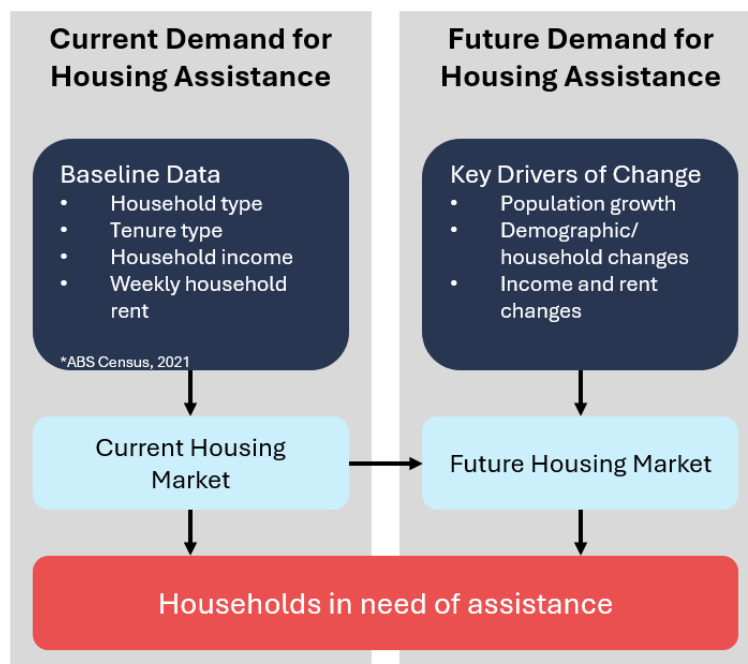 Current Demand for
Housing Assistance
Baseline Data
• Household type
• Tenure type
• Household income
• Weekly household
rent
*ABS Census, 2021
Current Housing
Market
Future Demand for
Housing Assistance
Key Drivers of Change
• Population growth
• Demographic/
household changes
• Income and rent
changes
Future Housing Market
Households in need of assistance